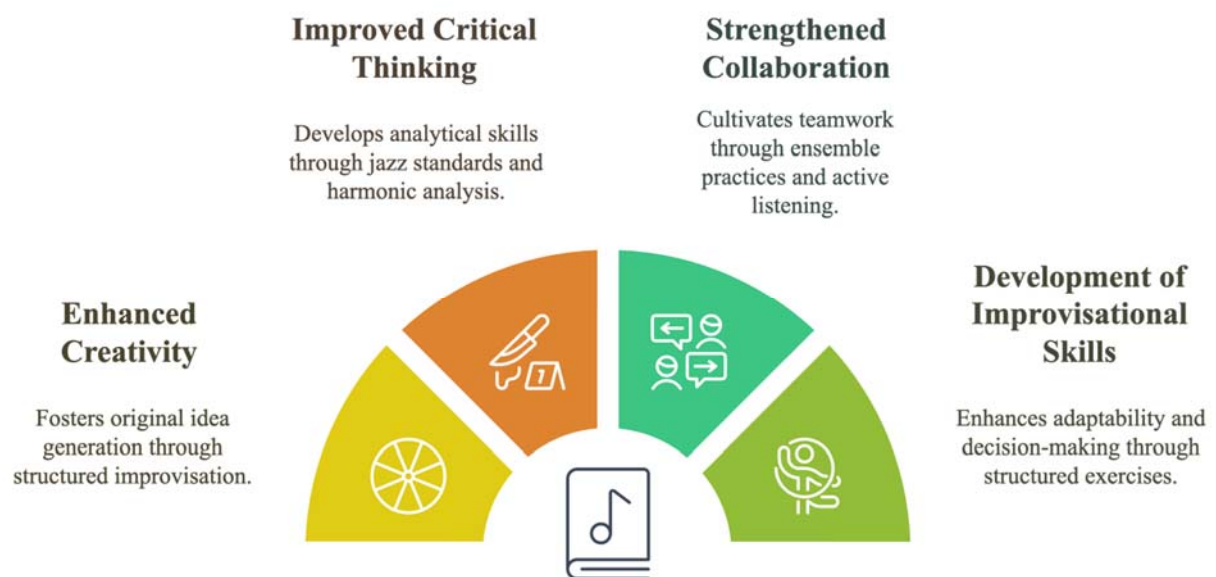 Improved Critical
Thinking
Develops analytical skills
through jazz standards and
harmonic analysis.
Strengthened
Collaboration
Cultivates teamwork
through ensemble
practices and active
listening.
Enhanced
Creativity
Fosters original idea
generation through
structured improvisation.
Development of
Improvisational
Skills
Enhances adaptability and
decision-making through
structured exercises.
1